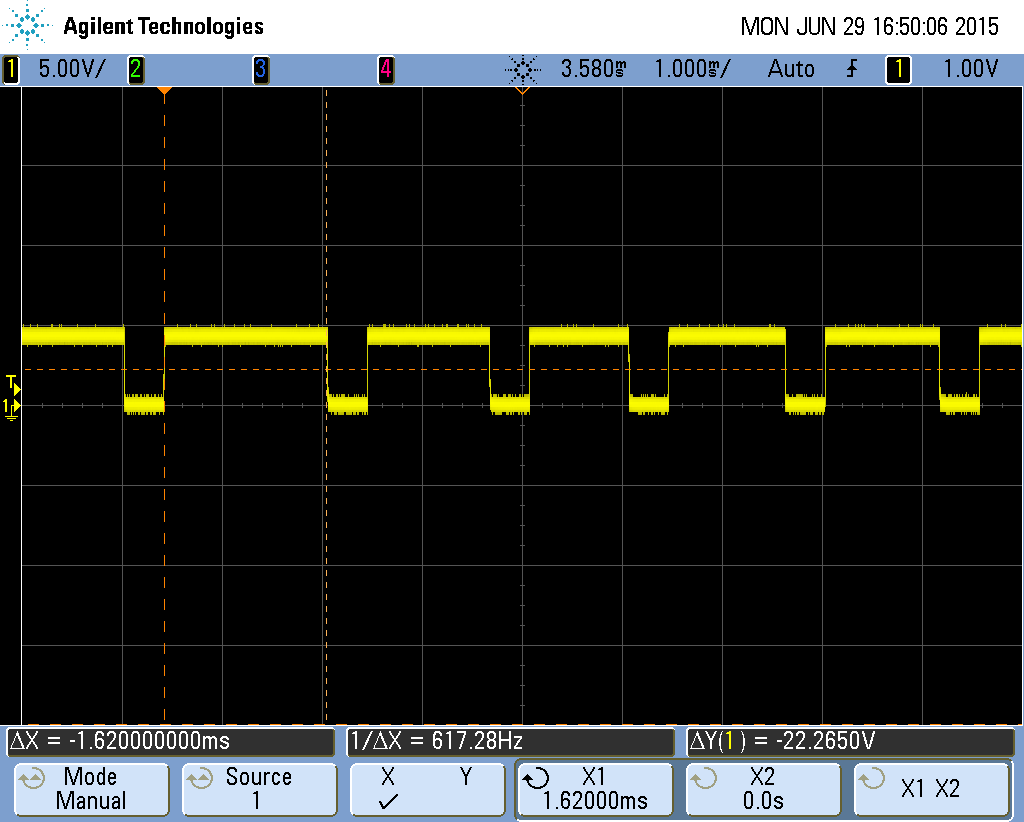 Agilent Technologies MON JUN 29 16:50:06 2015
1 5.00V/ 2 3 4 3.580ms 1.000ms/ Auto 1 1.00V
T
1
ΔX = -1.620000000ms 1/ΔX = 617.28Hz ΔY(1) = -22.2650V
Mode Source X Y X1 X2 X1 X2
Manual 1 1.62000ms 0.0s